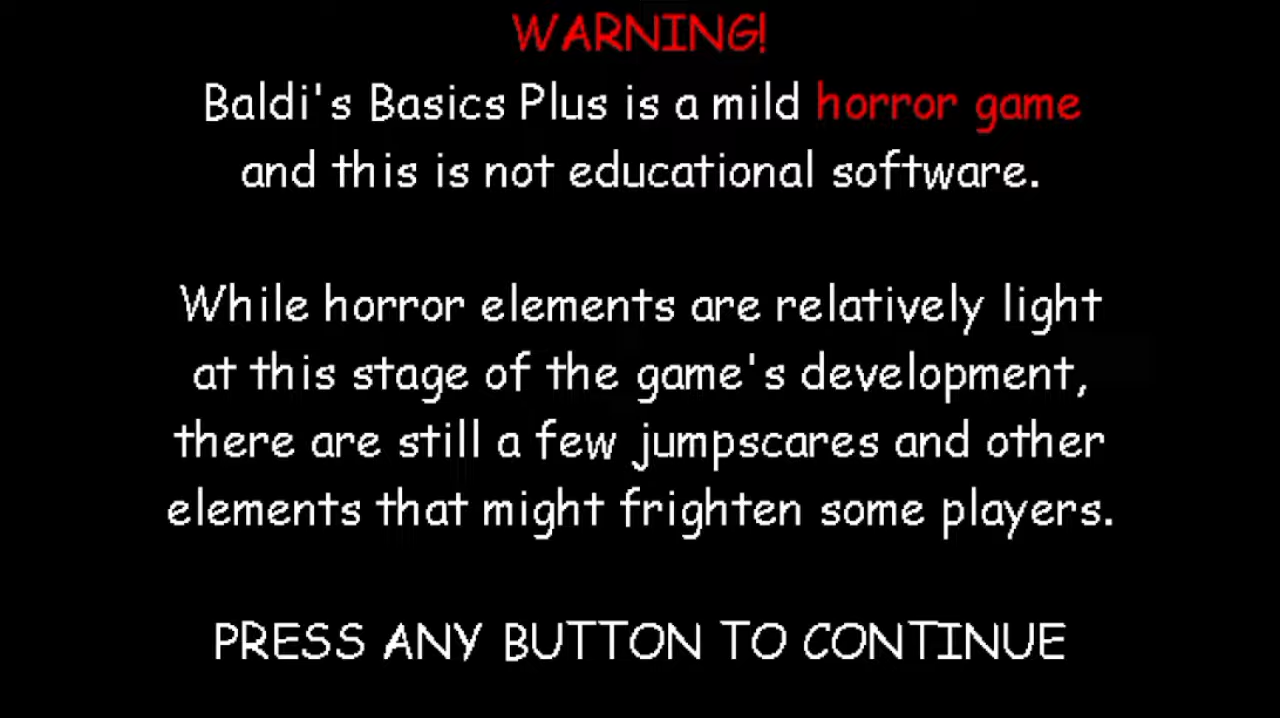 WARNING!
Baldi's Basics Plus is a mild horror game
and this is not educational software.
While horror elements are relatively light
at this stage of the game's development,
there are still a few jumpscares and other
elements that might frighten some players.
PRESS ANY BUTTON TO CONTINUE